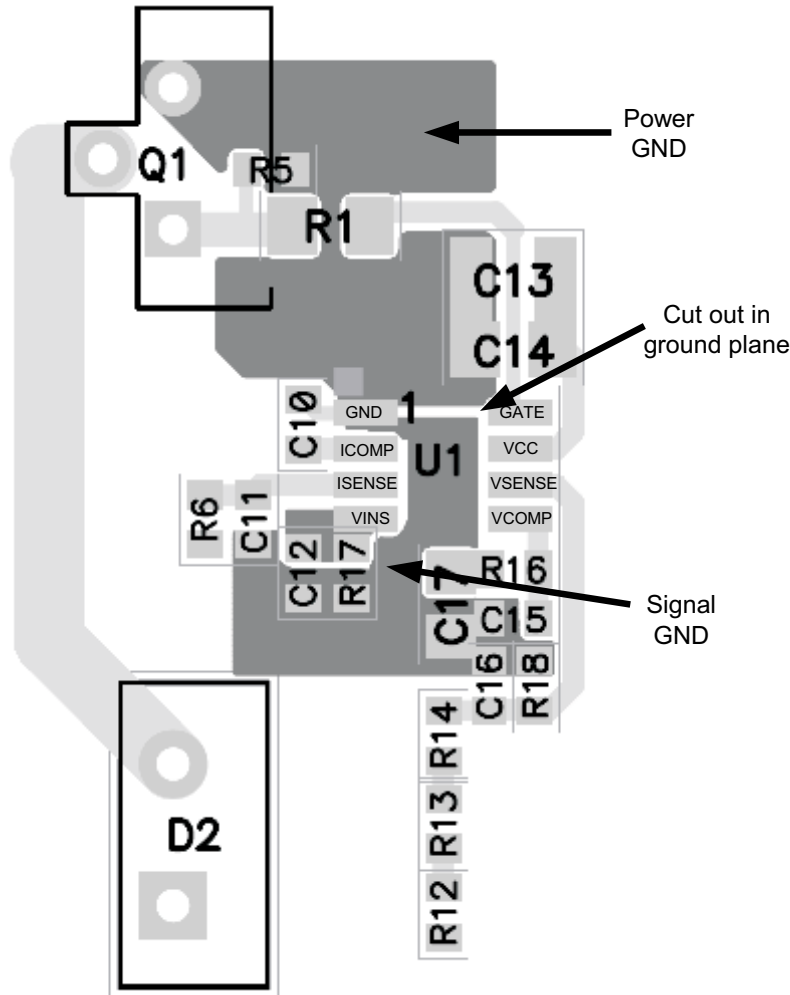 Power
GND
Q1
R5
R1
C13
Cut out in
ground plane
C14
C10
GND
1
GATE
ICOMP
U1
VCC
ISENSE
VSENSE
R6
C11
VINS
VCOMP
C12
R17
C17
R16
Signal
GND
C15
C16
R18
R14
R13
D2
R12